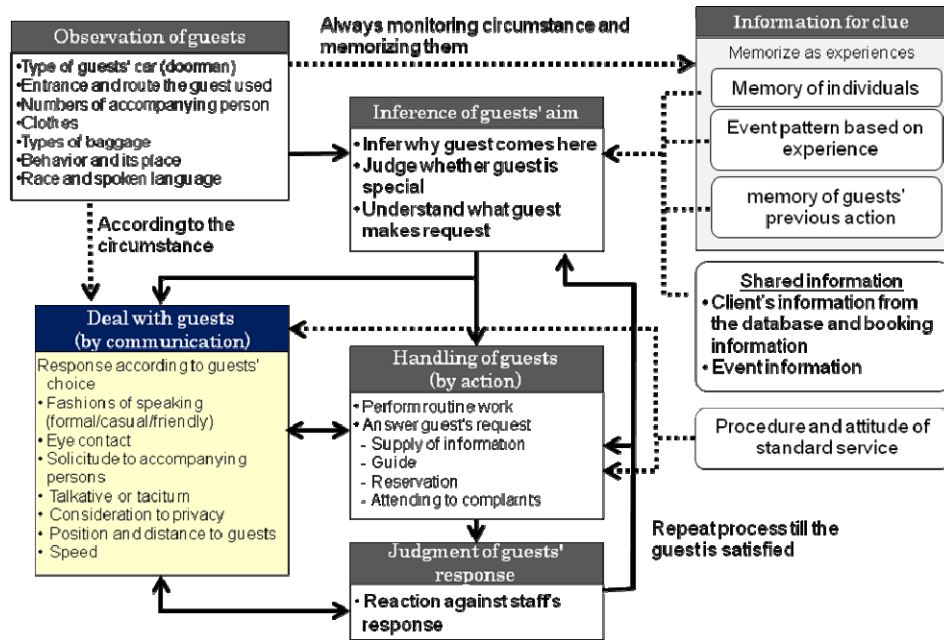 Observation of guests
•Type of guests' car (doorman)
•Entrance and route the guest used
•Numbers of accompanying person
•Clothes
•Types of baggage
•Behavior and its place
•Race and spoken language
Always monitoring circumstance and
memorizing them
Information for clue
Memorize as experiences
Memory of individuals
Event pattern based on
experience
memory of guests'
previous action
Inference of guests' aim
• Infer why guest comes here
• Judge whether guest is
special
• Understand what guest
makes request
According to the
circumstance
Shared information
• Client's information from
the database and booking
information
• Event information
Deal with guests
(by communication)
Response according to guests'
choice
• Fashions of speaking
(formal/casual/friendly)
• Eye contact
• Solicitude to accompanying
persons
• Talkative or taciturn
• Consideration to privacy
• Position and distance to guests
• Speed
Handling of guests
(by action)
• Perform routine work
• Answer guest's request
- Supply of information
- Guide
- Reservation
- Attending to complants
Procedure and attitude of
standard service
Repeat process till the
guest is satisfied
Judgment of guests'
response
• Reaction against staff's
response